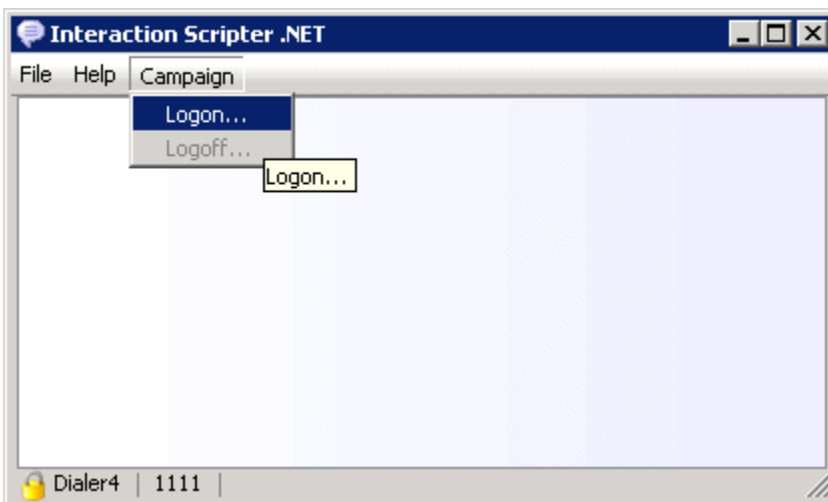 Interaction Scripter .NET
File Help Campaign
Logon...
Logoff...
Logon...
Dialer4 | 1111 |